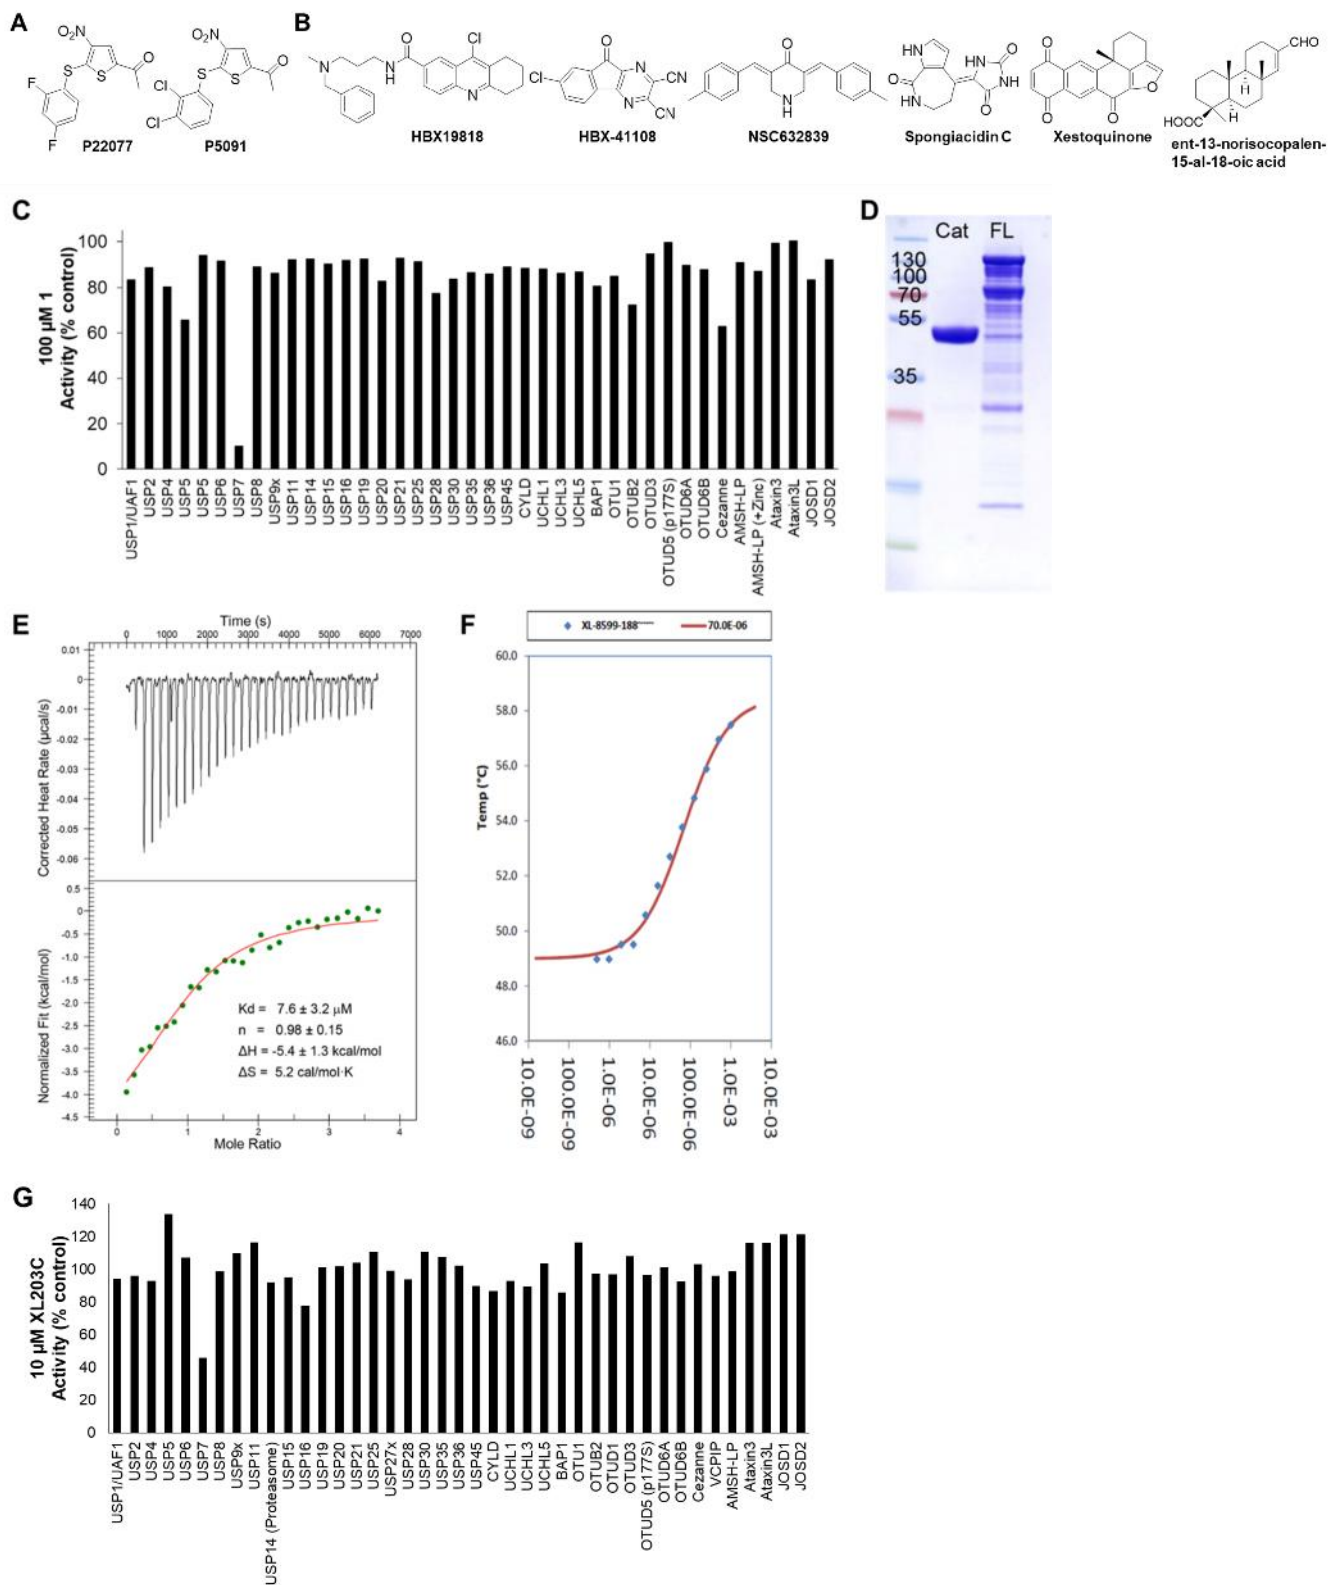 A
B
O2N
S
S
O
F
F
P22077
O2N
S
S
O
Cl
Cl
P5091
Me
N
N
H
O
Cl
N
HBX19818
O
Cl
N
N
CN
CN
HBX-41108
O
N
H
NSC632839
HN
O
HN
H
N
O
NH
O
Spongiacidin C
O
O
O
O
Xestoquinone
CHO
H
H
HOOC
ent-13-norisocopalen-
15-al-18-oic acid
C
100 µM 1
Activity (% control)
100
80
60
40
20
0
USP1/UAF1
USP2
USP4
USP5
USP5
USP6
USP7
USP8
USP9x
USP11
USP14
USP15
USP16
USP19
USP20
USP21
USP25
USP28
USP30
USP35
USP36
USP45
CYLD
UCHL1
UCHL3
UCHL5
BAP1
OTU1
OTUB2
OTUD3
OTUD5 (p177S)
OTUD6A
OTUD6B
Cezanne
AMSH-LP
AMSH-LP (+Zinc)
Ataxin3
Ataxin3L
JOSD1
JOSD2
D
Cat FL
130
100
70
55
35
E
Time (s)
0 1000 2000 3000 4000 5000 6000 7000
Corrected Heat Rate (µcal/s)
0.01
0
-0.01
-0.02
-0.03
-0.04
-0.05
-0.06
Normalized Fit (kcal/mol)
0.5
0
-0.5
-1.0
-1.5
-2.0
-2.5
-3.0
-3.5
-4.0
-4.5
Kd = 7.6 ± 3.2 µM
n = 0.98 ± 0.15
ΔH = -5.4 ± 1.3 kcal/mol
ΔS = 5.2 cal/mol·K
0 1 2 3 4
Mole Ratio
F
XL-8599-188 70.0E-06
Temp (°C)
60.0
58.0
56.0
54.0
52.0
50.0
48.0
46.0
10.0E-09
100.0E-09
1.0E-06
10.0E-06
100.0E-06
1.0E-03
10.0E-03
G
10 µM XL203C
Activity (% control)
140
120
100
80
60
40
20
0
USP1/UAF1
USP2
USP4
USP5
USP6
USP7
USP8
USP9x
USP11
USP14 (Proteasome)
USP15
USP16
USP19
USP20
USP21
USP25
USP27x
USP28
USP30
USP35
USP36
USP45
CYLD
UCHL1
UCHL3
UCHL5
BAP1
OTU1
OTUB2
OTUD1
OTUD3
OTUD5 (p177S)
OTUD6A
OTUD6B
Cezanne
VCPIP
AMSH-LP
Ataxin3
Ataxin3L
JOSD1
JOSD2